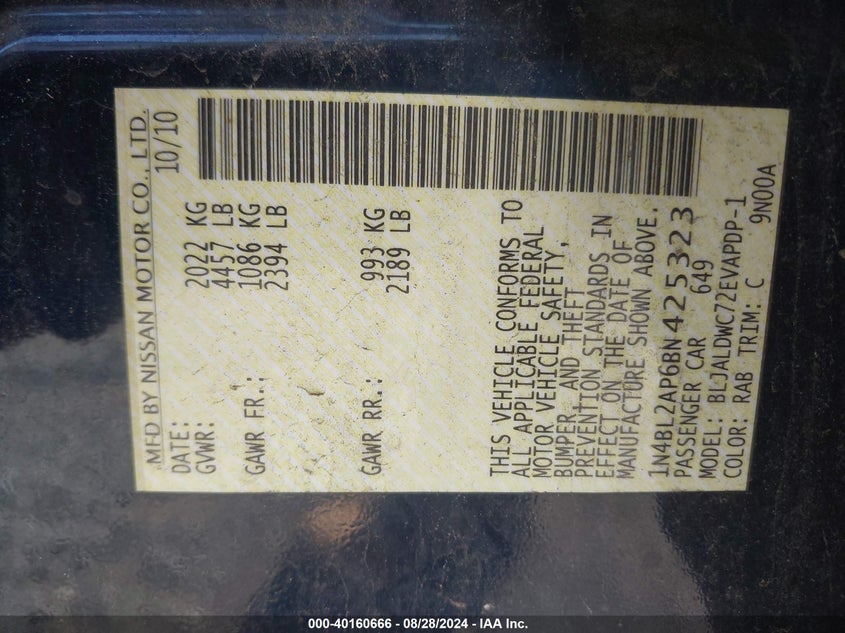 MFD BY NISSAN MOTOR CO., LTD.
DATE: 10/10
GVWR: 2022 KG
4457 LB
GAWR FR.: 1086 KG
2394 LB
GAWR RR.: 993 KG
2189 LB
THIS VEHICLE CONFORMS TO
ALL APPLICABLE FEDERAL
MOTOR VEHICLE SAFETY,
BUMPER, AND THEFT
PREVENTION STANDARDS IN
EFFECT ON THE DATE OF
MANUFACTURE SHOWN ABOVE.
1N4BL2AP6BN425323
PASSENGER CAR 649
MODEL: BLJALDWC72EVAPDP-1
COLOR: RAB TRIM: C 9N00A
000-40160666 - 08/28/2024 - IAA Inc.